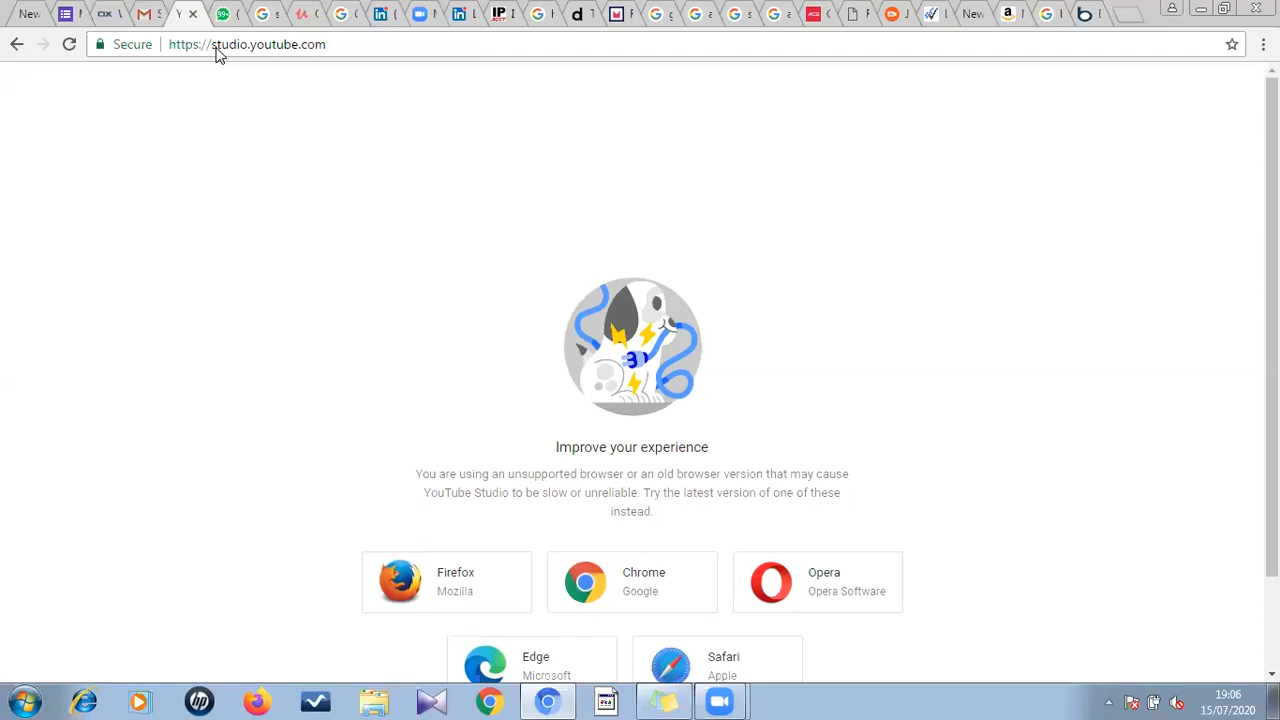 New
Secure
https://studio.youtube.com
Improve your experience
You are using an unsupported browser or an old browser version that may cause
YouTube Studio to be slow or unreliable. Try the latest version of one of these
instead.
Firefox
Mozilla
Chrome
Google
Opera
Opera Software
Edge
Microsoft
Safari
Apple
19:06
15/07/2020